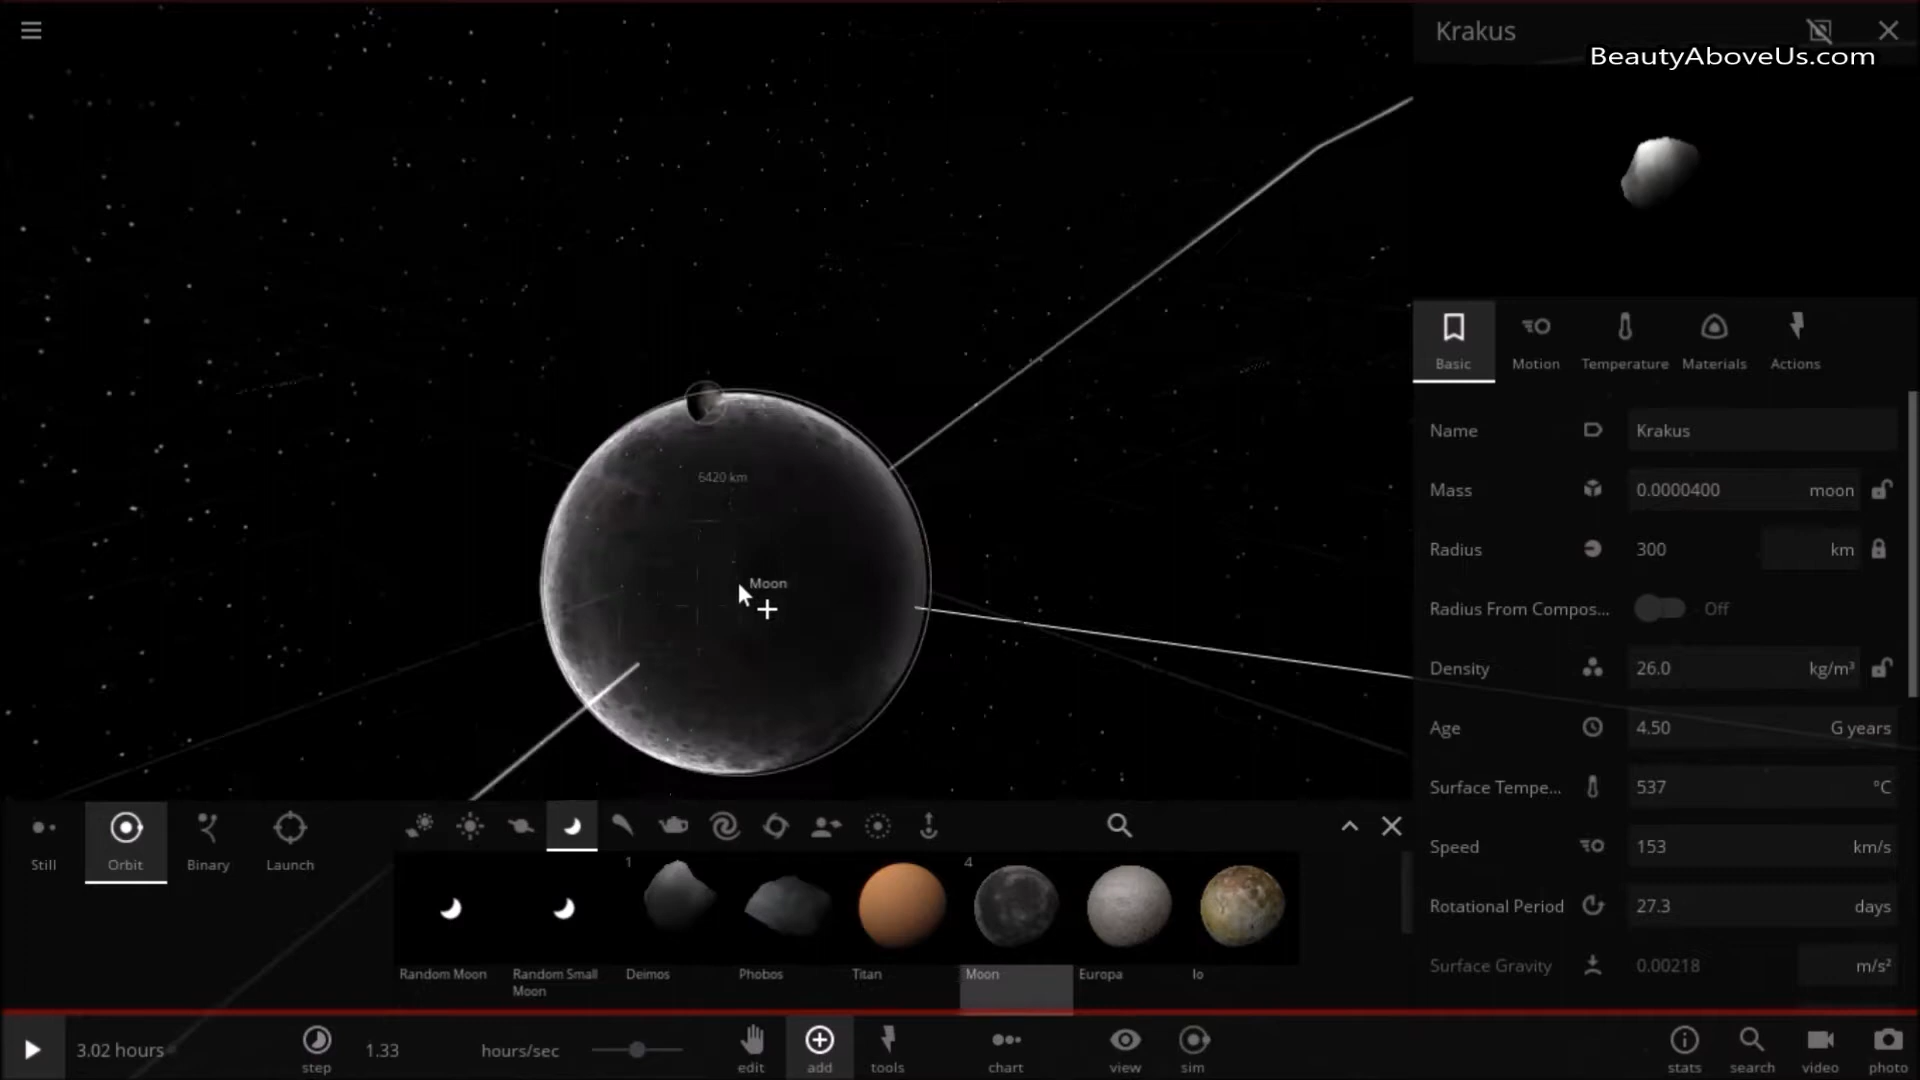 Krakus
BeautyAboveUs.com
6420 km
Moon
Basic
Motion
Temperature
Materials
Actions
Name
Krakus
Mass
0.0000400
moon
Radius
300
km
Radius From Compos...
Off
Density
26.0
kg/m³
Age
4.50
G years
Surface Tempe...
537
°C
Speed
153
km/s
Rotational Period
27.3
days
Surface Gravity
0.00218
m/s²
Still
Orbit
Binary
Launch
1
4
Random Moon
Random Small
Moon
Deimos
Phobos
Titan
Moon
Europa
Io
3.02 hours
step
1.33
hours/sec
edit
add
tools
chart
view
sim
stats
search
video
photo